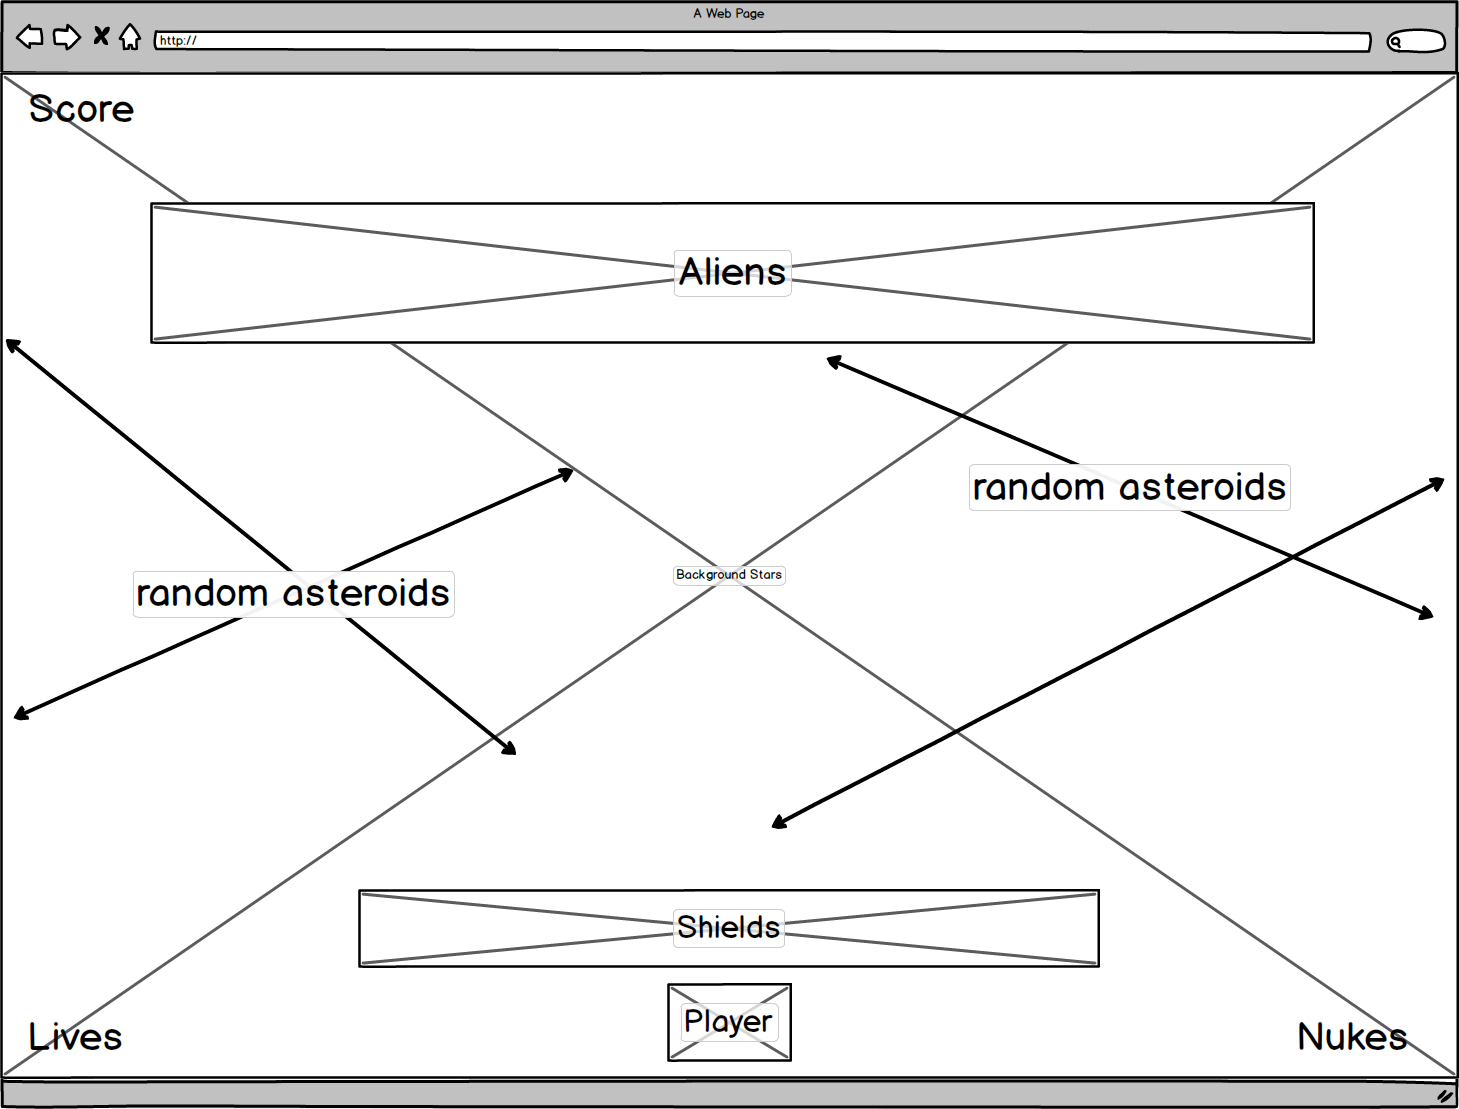 A Web Page
http://
Score
Aliens
random asteroids
random asteroids
Background Stars
Shields
Player
Lives
Nukes